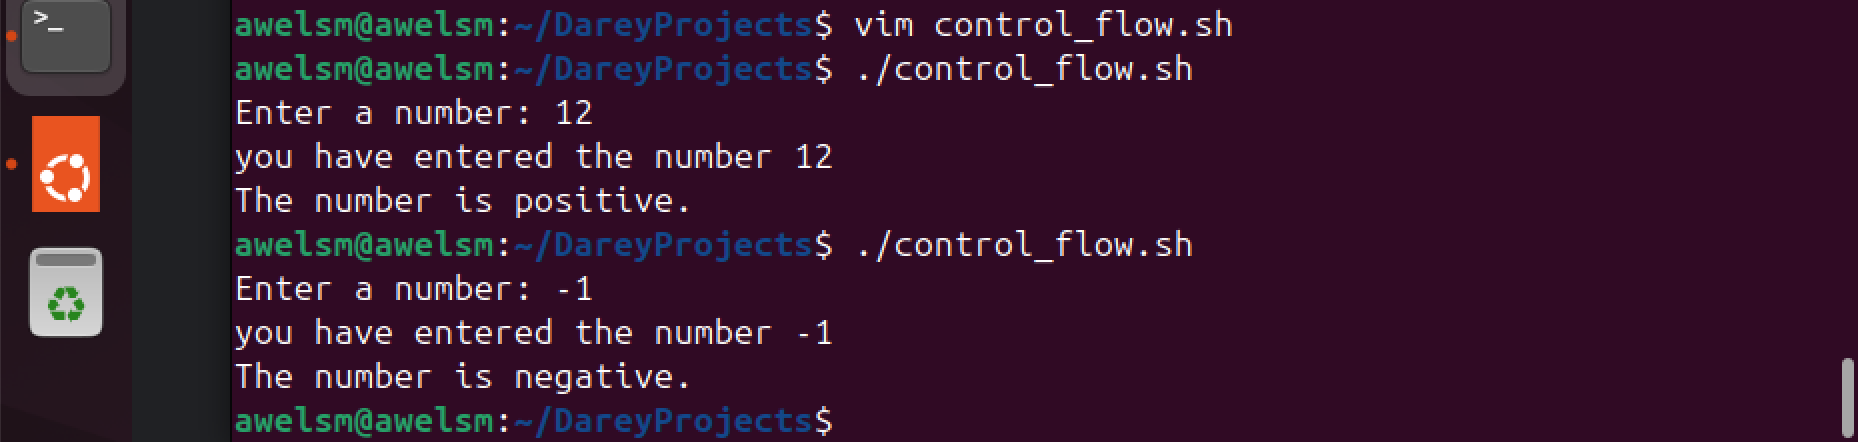 >_
awelsm@awelsm:~/DareyProjects$ vim control_flow.sh
awelsm@awelsm:~/DareyProjects$ ./control_flow.sh
Enter a number: 12
you have entered the number 12
The number is positive.
awelsm@awelsm:~/DareyProjects$ ./control_flow.sh
Enter a number: -1
you have entered the number -1
The number is negative.
awelsm@awelsm:~/DareyProjects$